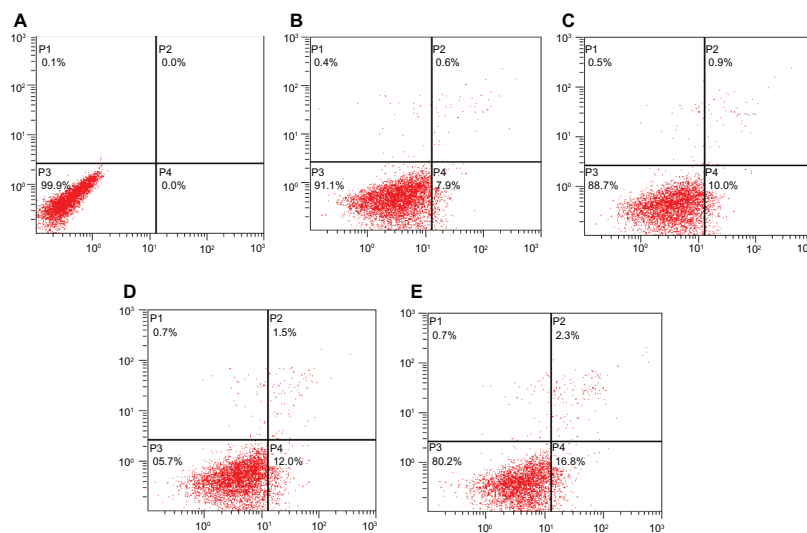 A
10³
10²
10¹
10⁰
P1
0.1%
P2
0.0%
P3
99.9%
P4
0.0%
10⁰
10¹
10²
10³
B
10³
10²
10¹
10⁰
P1
0.4%
P2
0.6%
P3
91.1%
P4
7.9%
10⁰
10¹
10²
10³
C
10³
10²
10¹
10⁰
P1
0.5%
P2
0.9%
P3
88.7%
P4
10.0%
10⁰
10¹
10²
D
10³
10²
10¹
10⁰
P1
0.7%
P2
1.5%
P3
05.7%
P4
12.0%
10⁰
10¹
10²
10³
E
10³
10²
10¹
10⁰
P1
0.7%
P2
2.3%
P3
80.2%
P4
16.8%
10⁰
10¹
10²
10³